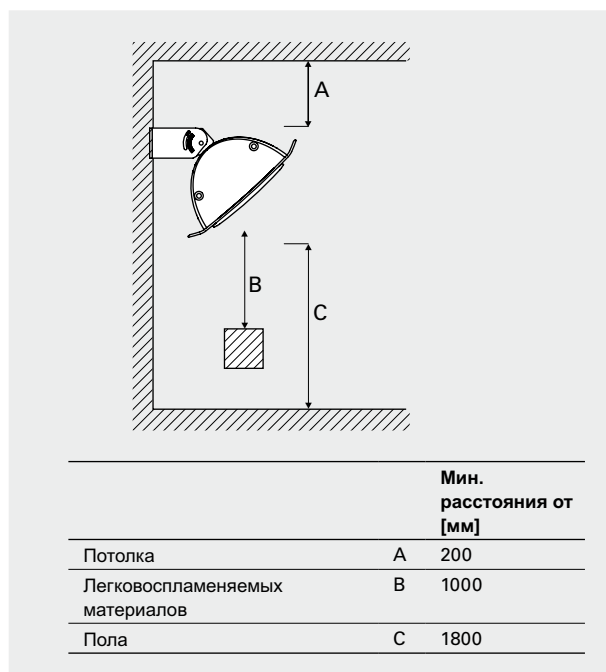 A
B
C
Мин.
расстояния от
[мм]
Потолка A 200
Легковоспламеняемых B 1000
материалов
Пола C 1800